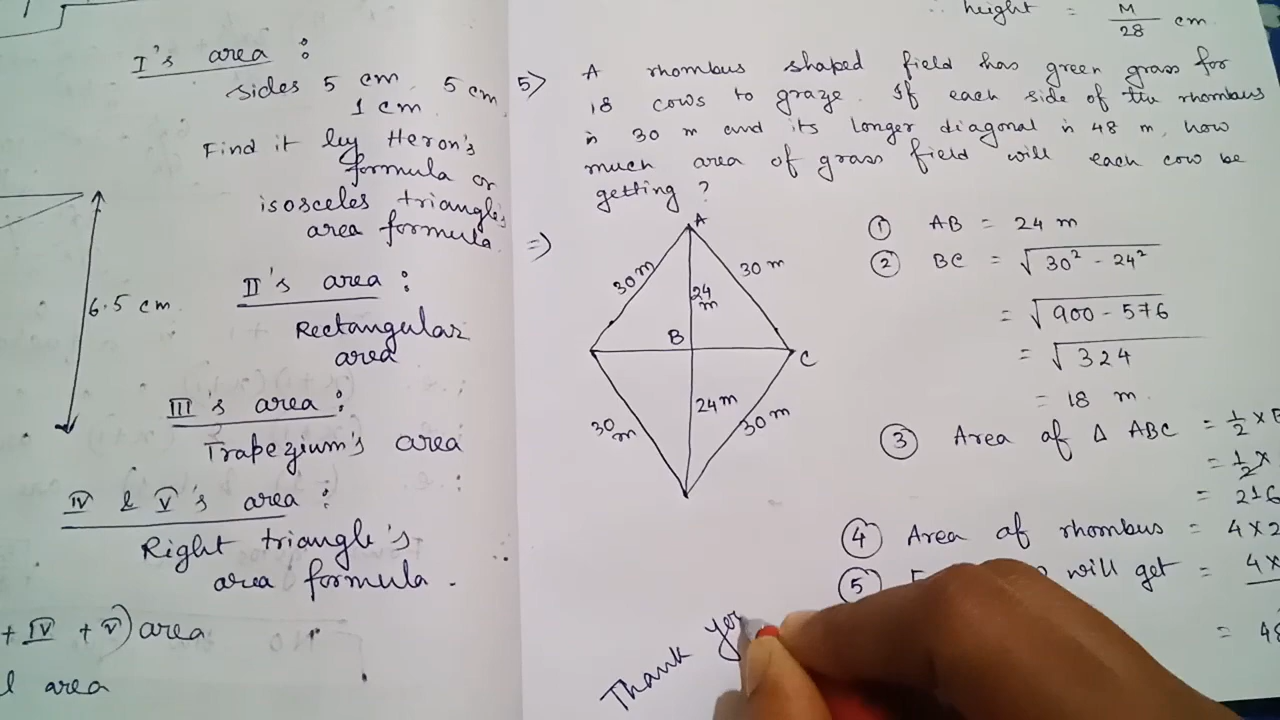 I's area :
sides 5 cm, 5 cm,
1 cm
Find it by Heron's
formula or
isosceles triangle's
area formula.
6.5 cm
II's area :
Rectangular
area
III's area :
Trapezium's area
IV & V's area :
Right triangle's
area formula.
+ IV + V) area
area
∴ height = M/28 cm
5) A rhombus shaped field has green grass for
18 cows to graze. If each side of the rhombus
is 30 m and its longer diagonal is 48 m, how
much area of grass field will each cow be
getting ?
=>
A
30 m
30 m
24 m
B
C
24 m
30 m
30 m
① AB = 24 m
② BC = √30² - 24²
= √900 - 576
= √324
= 18 m.
③ Area of Δ ABC = 1/2 ×
= 1/2 ×
= 216
④ Area of rhombus = 4 × 2
⑤ will get = 4 ×
= 48
Thank you